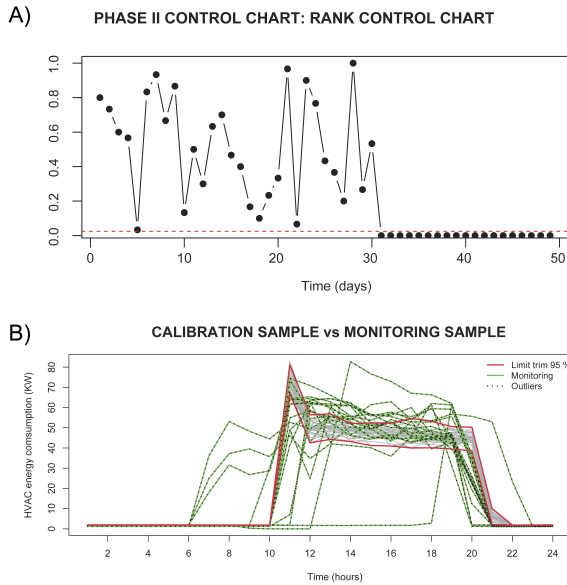 A)
PHASE II CONTROL CHART: RANK CONTROL CHART
1.0
0.8
0.6
0.4
0.2
0.0
0 10 20 30 40 50
Time (days)
B)
CALIBRATION SAMPLE vs MONITORING SAMPLE
HVAC energy comsumption (KW)
80
70
60
50
40
30
20
10
0
Limit trim 95 %
Monitoring
Outliers
2 4 6 8 10 12 14 16 18 20 22 24
Time (hours)